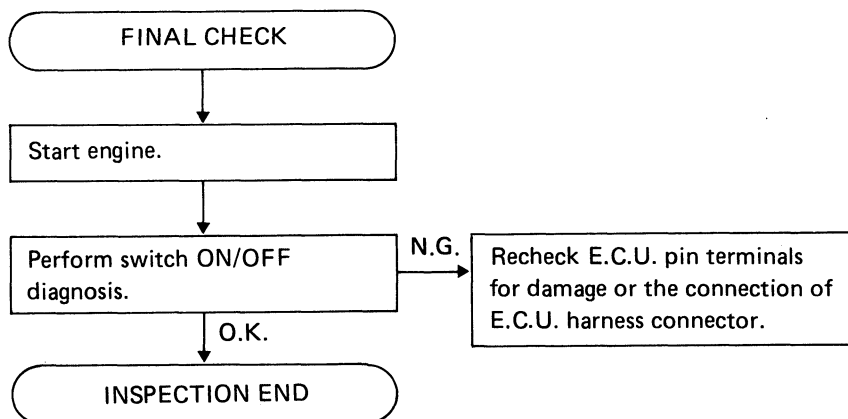 FINAL CHECK
Start engine.
Perform switch ON/OFF
diagnosis.
N.G.
Recheck E.C.U. pin terminals
for damage or the connection of
E.C.U. harness connector.
O.K.
INSPECTION END